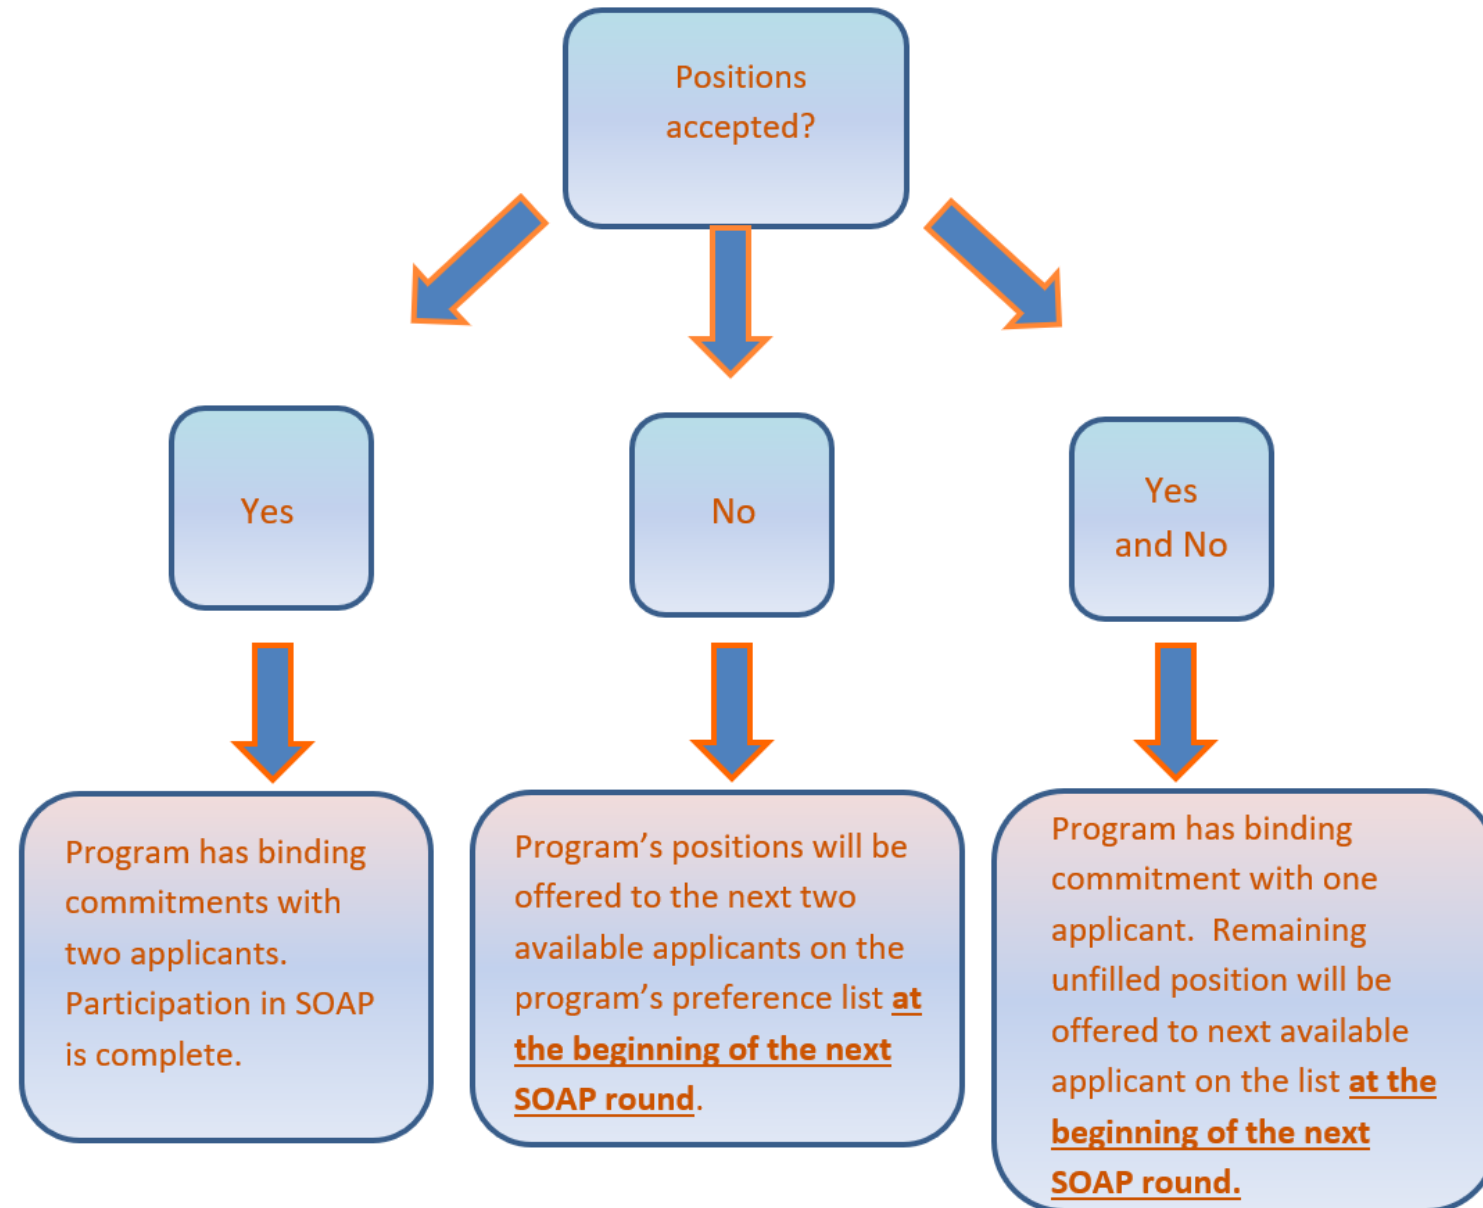 Positions
accepted?
Yes
No
Yes
and No
Program has binding
commitments with
two applicants.
Participation in SOAP
is complete.
Program’s positions will be
offered to the next two
available applicants on the
program’s preference list at
the beginning of the next
SOAP round.
Program has binding
commitment with one
applicant.  Remaining
unfilled position will be
offered to next available
applicant on the list at the
beginning of the next
SOAP round.